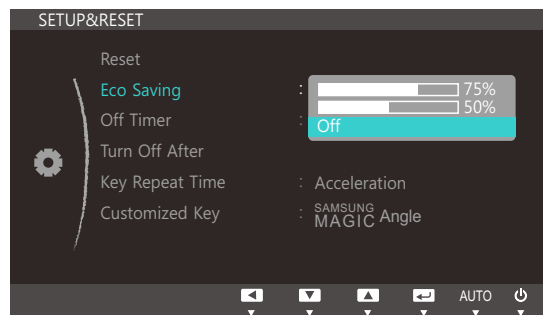 SETUP&RESET
Reset
Eco Saving : 75%
50%
Off Timer : Off
Turn Off After
Key Repeat Time : Acceleration
Customized Key : SAMSUNG MAGIC Angle
AUTO